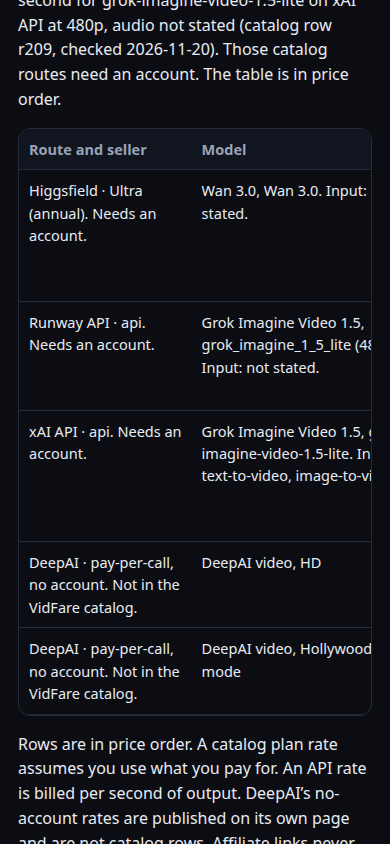 second for grok-imagine-video-1.5-lite on xAI
API at 480p, audio not stated (catalog row
r209, checked 2026-11-20). Those catalog
routes need an account. The table is in price
order.
Route and seller
Model
Higgsfield · Ultra
(annual). Needs an
account.
Wan 3.0, Wan 3.0. Input:
stated.
Runway API · api.
Needs an account.
Grok Imagine Video 1.5,
grok_imagine_1_5_lite (48
Input: not stated.
xAI API · api. Needs an
account.
Grok Imagine Video 1.5,
imagine-video-1.5-lite. In
text-to-video, image-to-vi
DeepAI · pay-per-call,
no account. Not in the
VidFare catalog.
DeepAI video, HD
DeepAI · pay-per-call,
no account. Not in the
VidFare catalog.
DeepAI video, Hollywood
mode
Rows are in price order. A catalog plan rate
assumes you use what you pay for. An API rate
is billed per second of output. DeepAI’s no-
account rates are published on its own page
and are not catalog rows. Affiliate links never